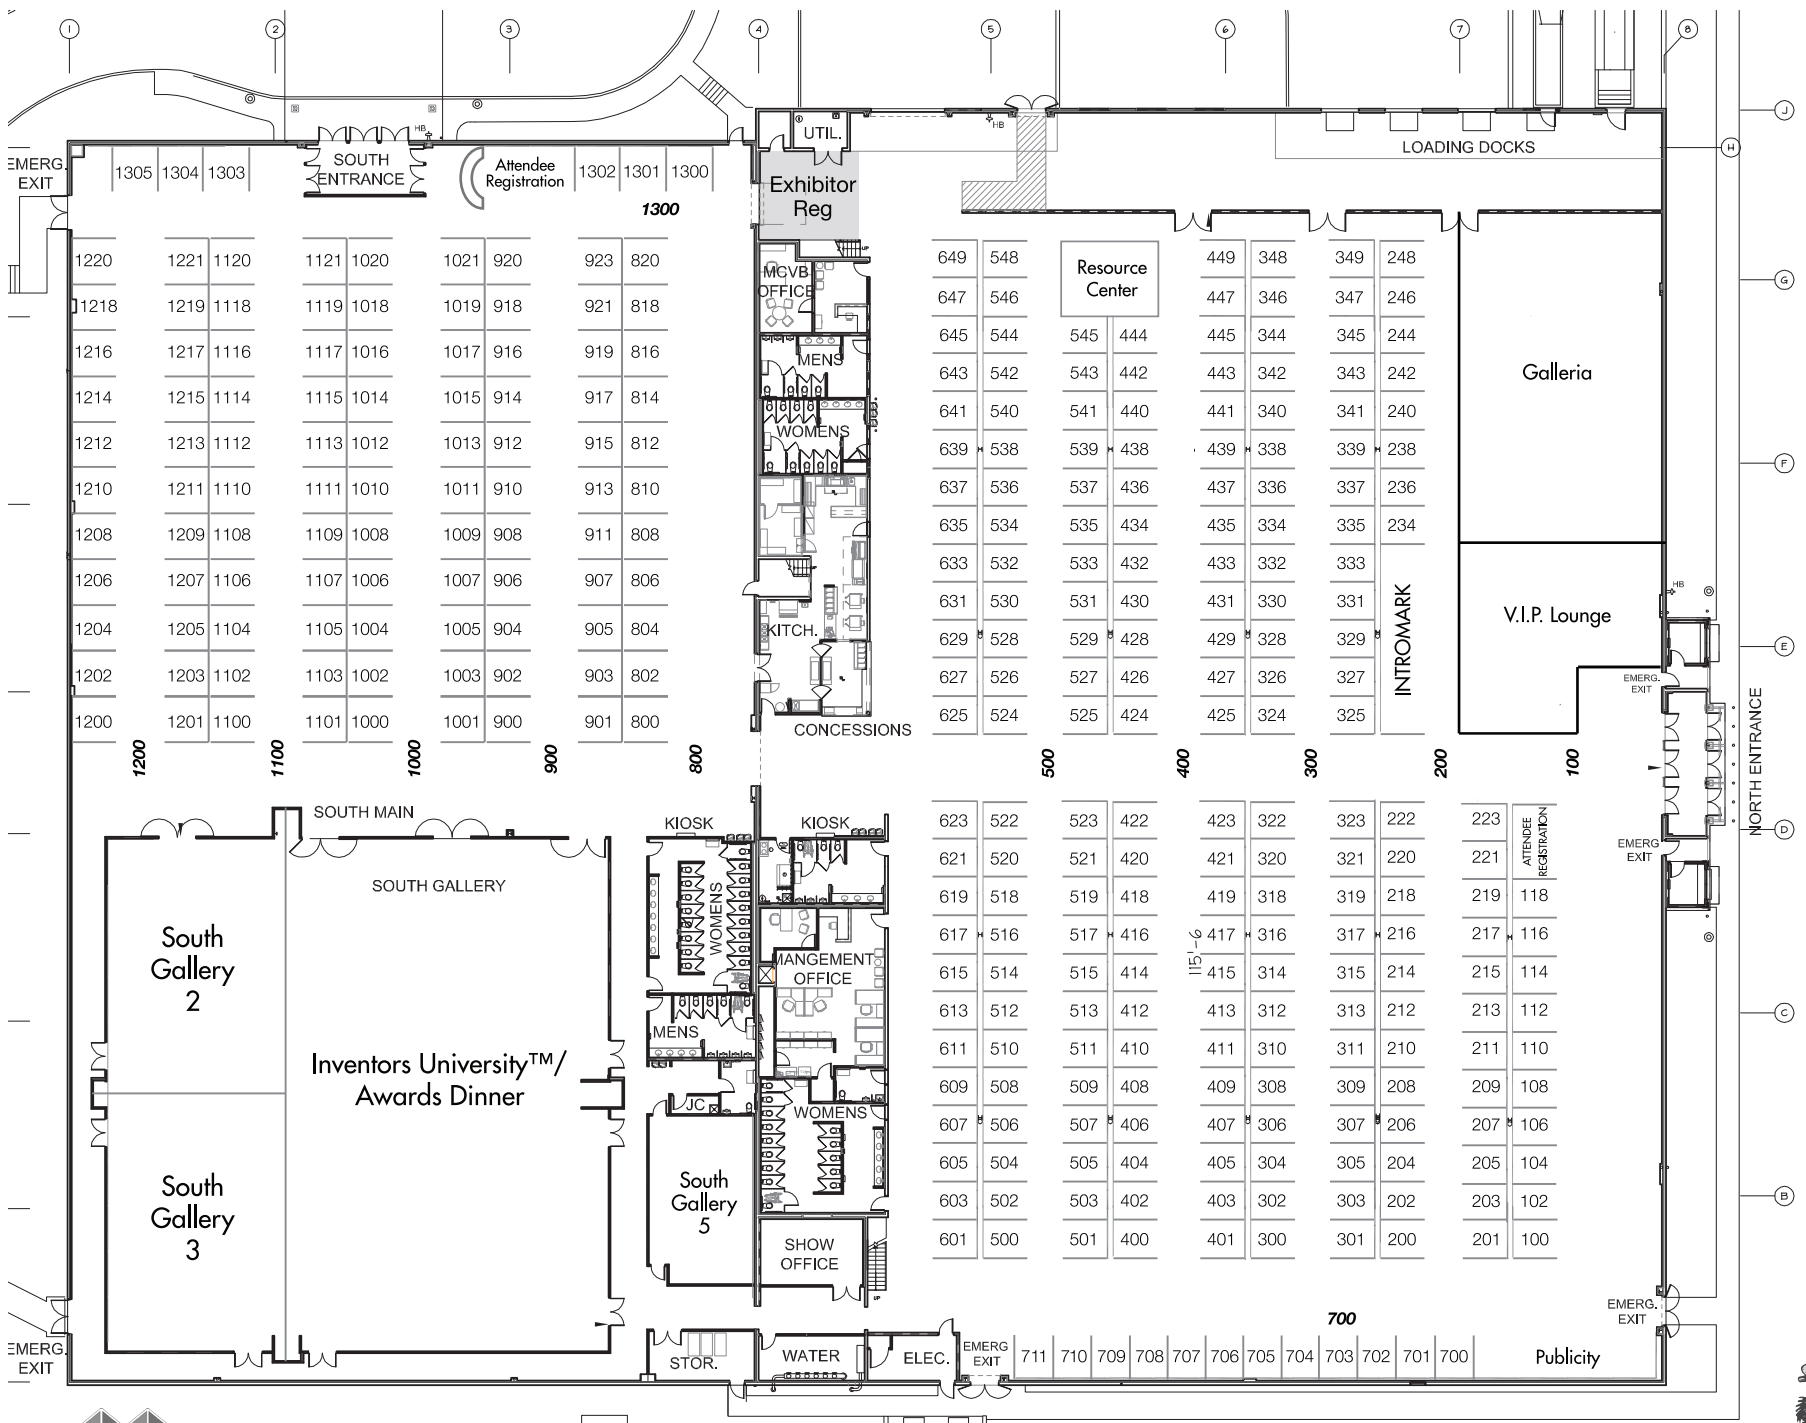 1 2 3 4 5 6 7 8
J
UTIL.
HB
HB
LOADING DOCKS
H
EMERG.
EXIT
1305 1304 1303
SOUTH
ENTRANCE
Attendee
Registration
1302 1301 1300
1300
Exhibitor
Reg
UP
1220 1221 1120 1121 1020 1021 920 923 820
1218 1219 1118 1119 1018 1019 918 921 818
1216 1217 1116 1117 1016 1017 916 919 816
1214 1215 1114 1115 1014 1015 914 917 814
1212 1213 1112 1113 1012 1013 912 915 812
1210 1211 1110 1111 1010 1011 910 913 810
1208 1209 1108 1109 1008 1009 908 911 808
1206 1207 1106 1107 1006 1007 906 907 806
1204 1205 1104 1105 1004 1005 904 905 804
1202 1203 1102 1103 1002 1003 902 903 802
1200 1201 1100 1101 1000 1001 900 901 800
1200 1100 1000 900 800
MCVB
OFFICE
MENS
WOMENS
UP
KITCH.
CONCESSIONS
649 548
Resource
Center
449 348 349 248
647 546 447 346 347 246
645 544 545 444 445 344 345 244
643 542 543 442 443 342 343 242
641 540 541 440 441 340 341 240
639 538 539 438 439 338 339 238
637 536 537 436 437 336 337 236
635 534 535 434 435 334 335 234
633 532 533 432 433 332 333
631 530 531 430 431 330 331
629 528 529 428 429 328 329
627 526 527 426 427 326 327
625 524 525 424 425 324 325
INTROMARK
Galleria
V.I.P. Lounge
G
F
HB
E
EMERG.
EXIT
NORTH ENTRANCE
500 400 300 200 100
SOUTH MAIN
SOUTH GALLERY
South
Gallery
2
Inventors University™/
Awards Dinner
South
Gallery
3
KIOSK
KIOSK
WOMENS
MENS
JC
South
Gallery
5
MANGEMENT
OFFICE
WOMENS
SHOW
OFFICE
UP
623 522 523 422 423 322 323 222 223
621 520 521 420 421 320 321 220 221
ATTENDEE
REGISTRATION
619 518 519 418 419 318 319 218 219 118
617 516 517 416 417 316 317 216 217 116
115'-6
615 514 515 414 415 314 315 214 215 114
613 512 513 412 413 312 313 212 213 112
611 510 511 410 411 310 311 210 211 110
609 508 509 408 409 308 309 208 209 108
607 506 507 406 407 306 307 206 207 106
605 504 505 404 405 304 305 204 205 104
603 502 503 402 403 302 303 202 203 102
601 500 501 400 401 300 301 200 201 100
D
EMERG.
EXIT
C
B
700
EMERG.
EXIT
EMERG.
EXIT
STOR.
WATER
ELEC.
EMERG
EXIT
711 710 709 708 707 706 705 704 703 702 701 700
Publicity